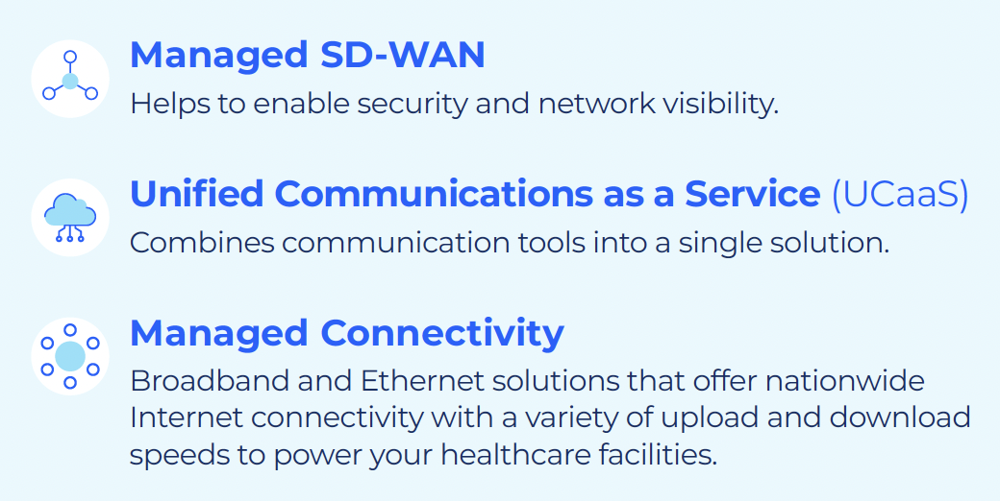 Managed SD-WAN
Helps to enable security and network visibility.
Unified Communications as a Service (UCaaS)
Combines communication tools into a single solution.
Managed Connectivity
Broadband and Ethernet solutions that offer nationwide
Internet connectivity with a variety of upload and download
speeds to power your healthcare facilities.